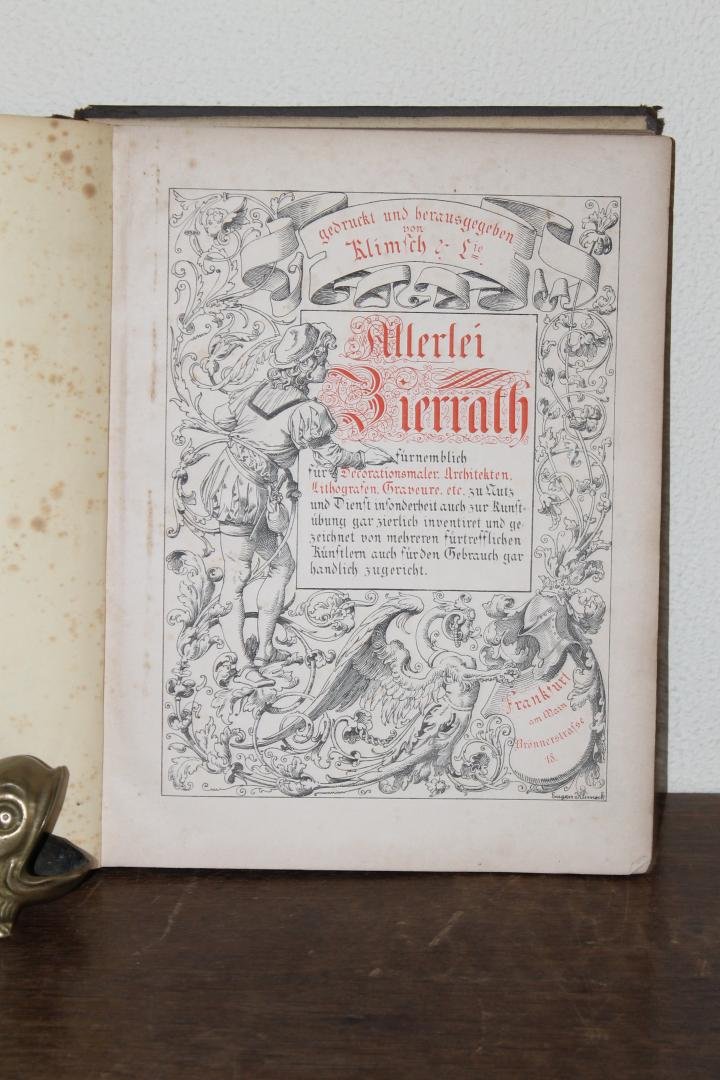 gedruckt und herausgegeben
von
Klimſch & Cie
Allerlei
Zierrath
fürnemblich
für Decorationsmaler, Architekten,
Lithografen, Graveure, etc, zu Nutz
und Dienſt inſonderheit auch zur Kunſt-
übung gar zierlich inventiret und ge-
zeichnet von mehreren fürtrefflichen
Künſtlern auch für den Gebrauch gar
handlich zugericht.
Frankfurt
am Main
Brönnerstraſse
18.
Eugen Klimsch